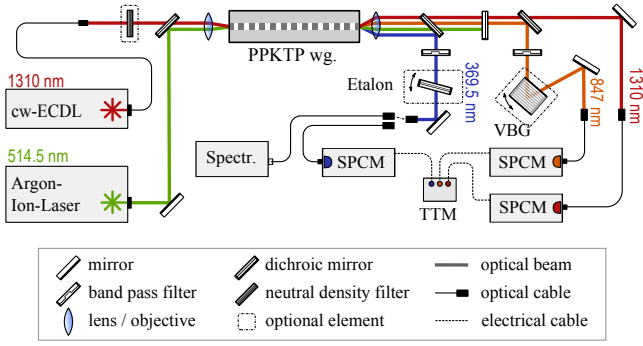 PPKTP wg.
1310 nm
cw-ECDL
514.5 nm
Argon-
Ion-Laser
Etalon
369.5 nm
VBG
847 nm
1310 nm
Spectr.
SPCM
TTM
SPCM
SPCM
mirror
dichroic mirror
optical beam
band pass filter
neutral density filter
optical cable
lens / objective
optional element
electrical cable